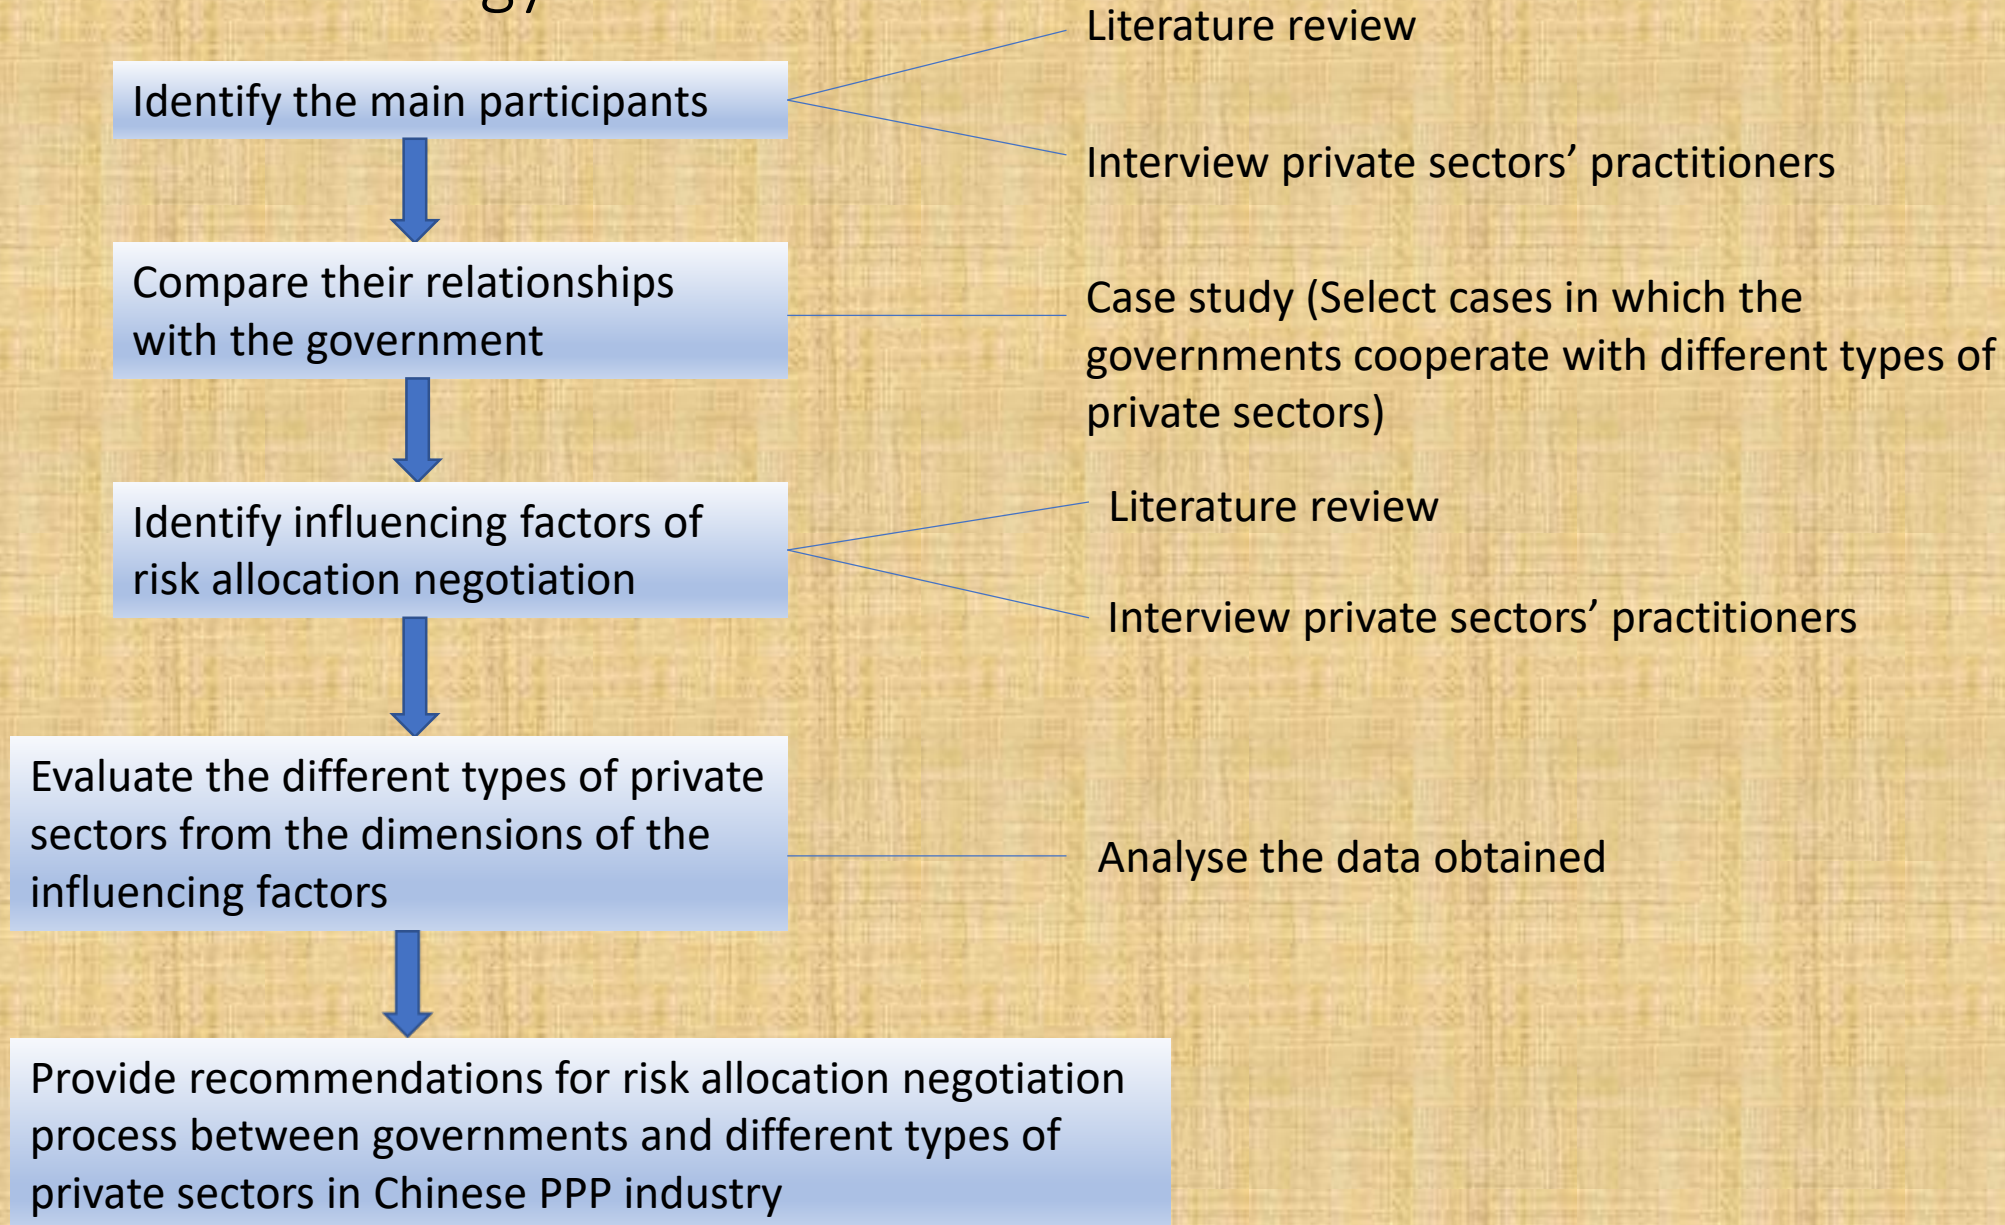 Literature review
Identify the main participants
Interview private sectors’ practitioners
Compare their relationships
with the government
Case study (Select cases in which the
governments cooperate with different types of
private sectors)
Identify influencing factors of
risk allocation negotiation
Literature review
Interview private sectors’ practitioners
Evaluate the different types of private
sectors from the dimensions of the
influencing factors
Analyse the data obtained
Provide recommendations for risk allocation negotiation
process between governments and different types of
private sectors in Chinese PPP industry